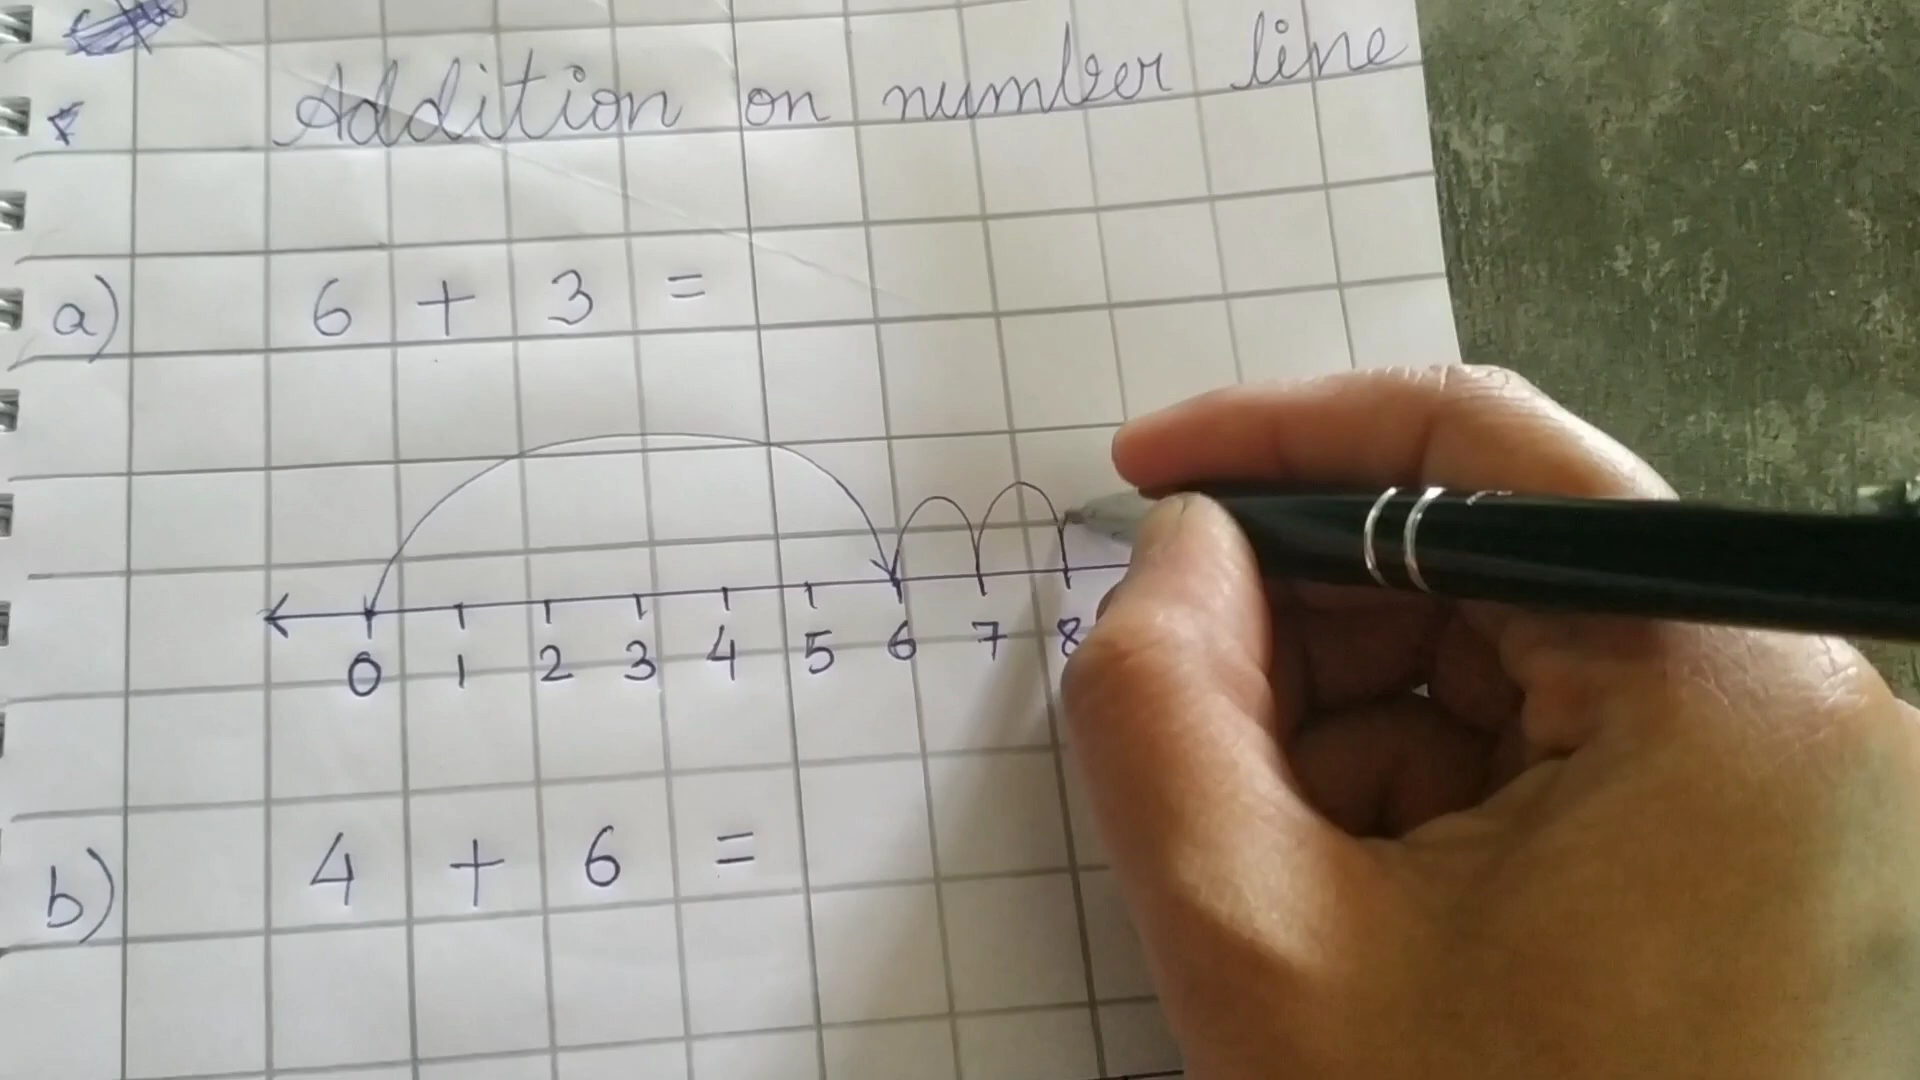 Addition on number line
a) 6 + 3 =
0 1 2 3 4 5 6 7 8
b) 4 + 6 =